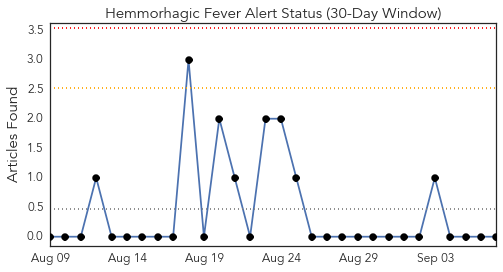 Hemmorhagic Fever Alert Status (30-Day Window)
Articles Found
3.5
3.0
2.5
2.0
1.5
1.0
0.5
0.0
Aug 09 Aug 14 Aug 19 Aug 24 Aug 29 Sep 03